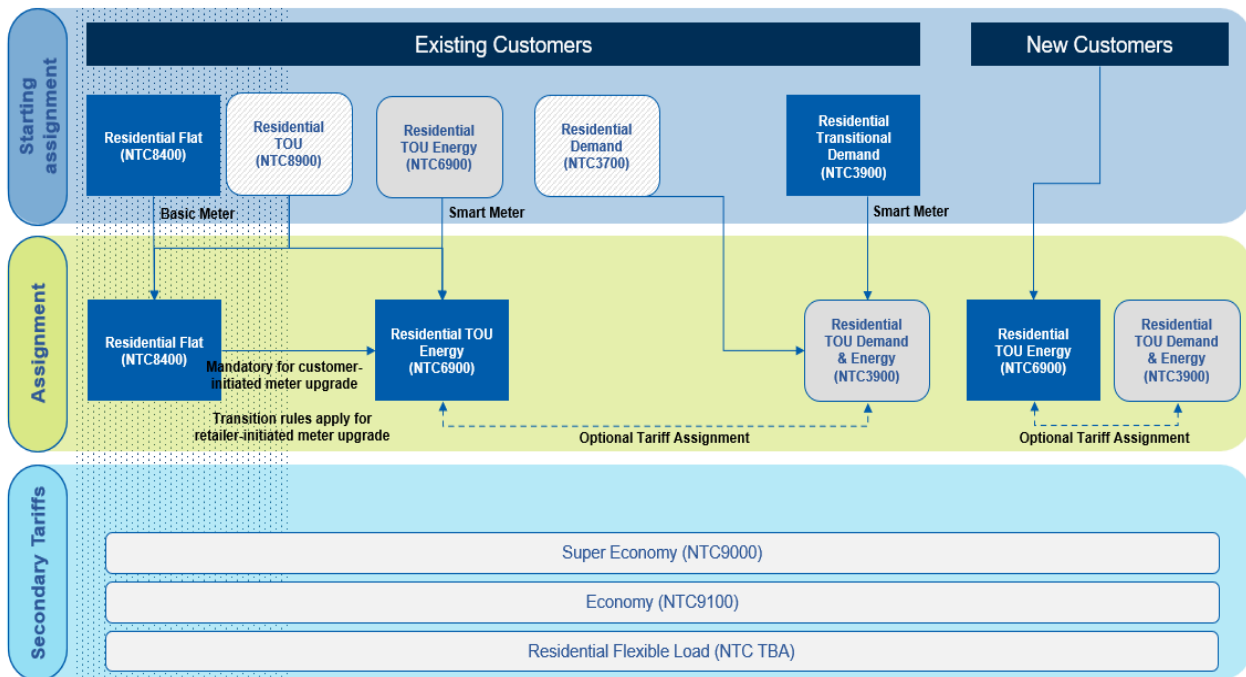 Starting
assignment
Existing Customers
New Customers
Residential Flat
(NTC8400)
Residential
TOU
(NTC8900)
Residential
TOU Energy
(NTC6900)
Residential
Demand
(NTC3700)
Residential
Transitional
Demand
(NTC3900)
Basic Meter
Smart Meter
Smart Meter
Assignment
Residential Flat
(NTC8400)
Mandatory for customer-
initiated meter upgrade
Transition rules apply for
retailer-initiated meter upgrade
Residential TOU
Energy
(NTC6900)
Optional Tariff Assignment
Residential
TOU Demand
& Energy
(NTC3900)
Residential
TOU Energy
(NTC6900)
Residential
TOU Demand
& Energy
(NTC3900)
Optional Tariff Assignment
Secondary Tariffs
Super Economy (NTC9000)
Economy (NTC9100)
Residential Flexible Load (NTC TBA)